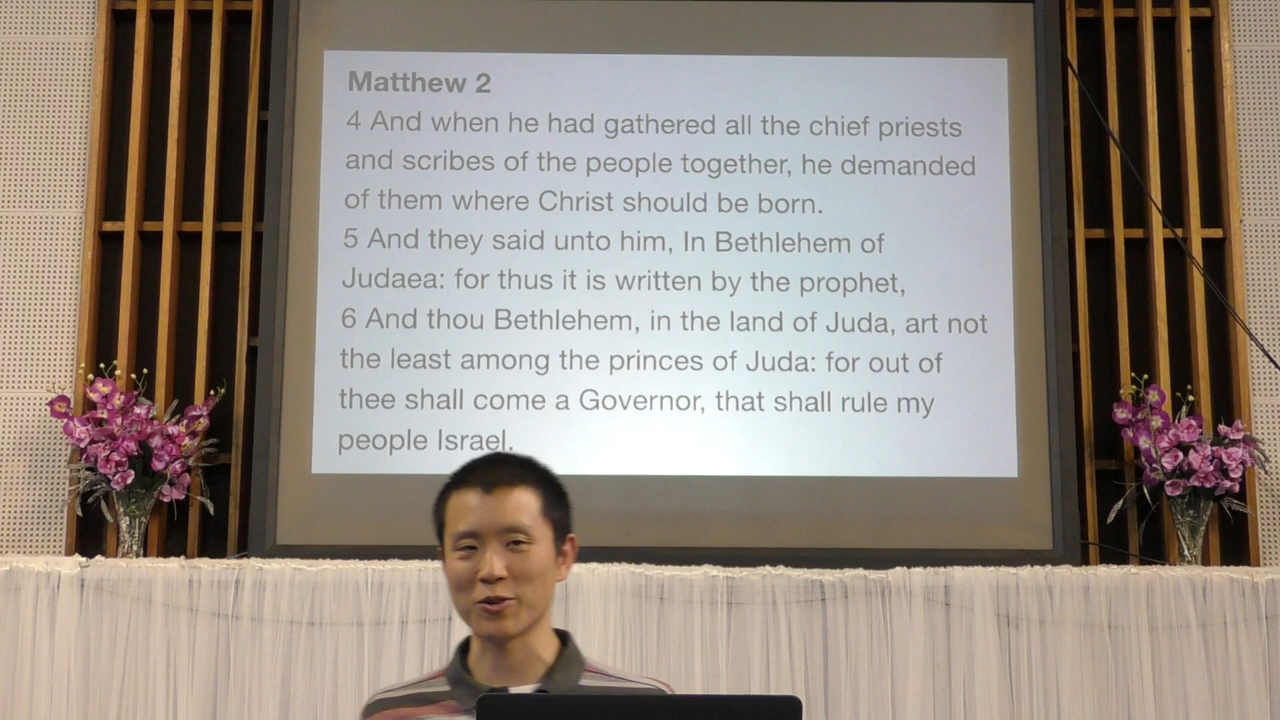 Matthew 2
4 And when he had gathered all the chief priests
and scribes of the people together, he demanded
of them where Christ should be born.
5 And they said unto him, In Bethlehem of
Judaea: for thus it is written by the prophet,
6 And thou Bethlehem, in the land of Juda, art not
the least among the princes of Juda: for out of
thee shall come a Governor, that shall rule my
people Israel.